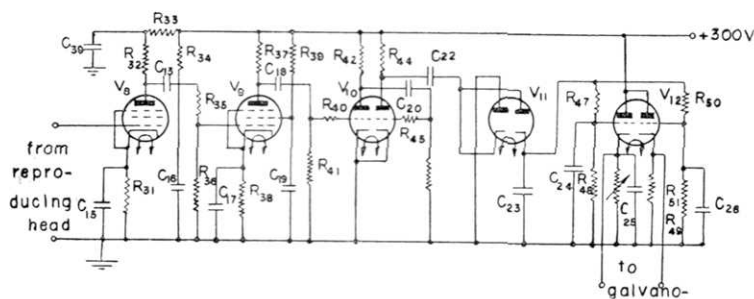 R33
+300V
C39
R32
R34
R37
R39
R42
R44
C22
C13
C18
V8
V9
V10
V11
V12
R35
R40
C20
R45
R47
R50
from
repro-
ducing
head
C15
R31
C16
R36
C17
R38
C19
R41
C23
C24
R48
C25
R51
R49
C26
to
galvano-